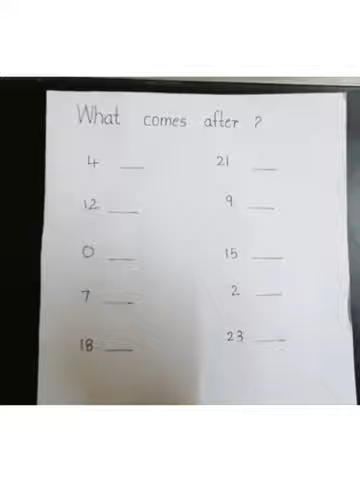 What comes after ?
4 ___ 21 ___
12 ___ 9 ___
0 ___ 15 ___
7 ___ 2 ___
18 ___ 23 ___